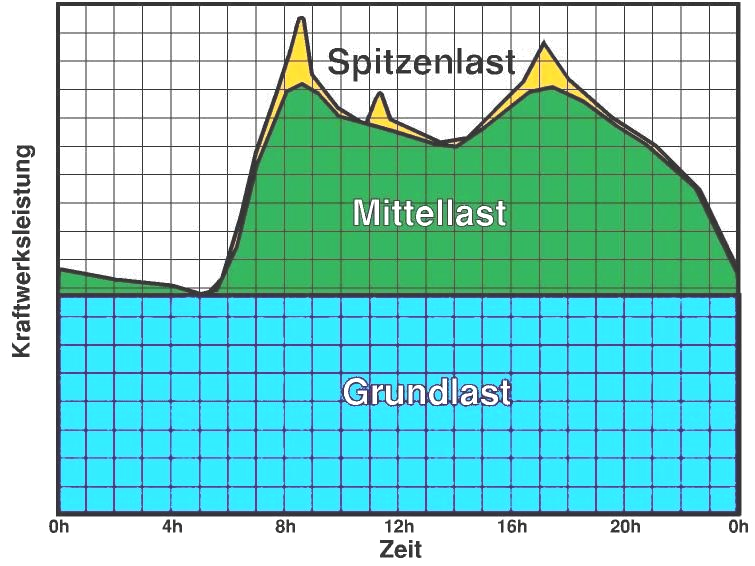 Spitzenlast
Mittellast
Grundlast
Kraftwerksleistung
0h 4h 8h 12h 16h 20h 0h
Zeit